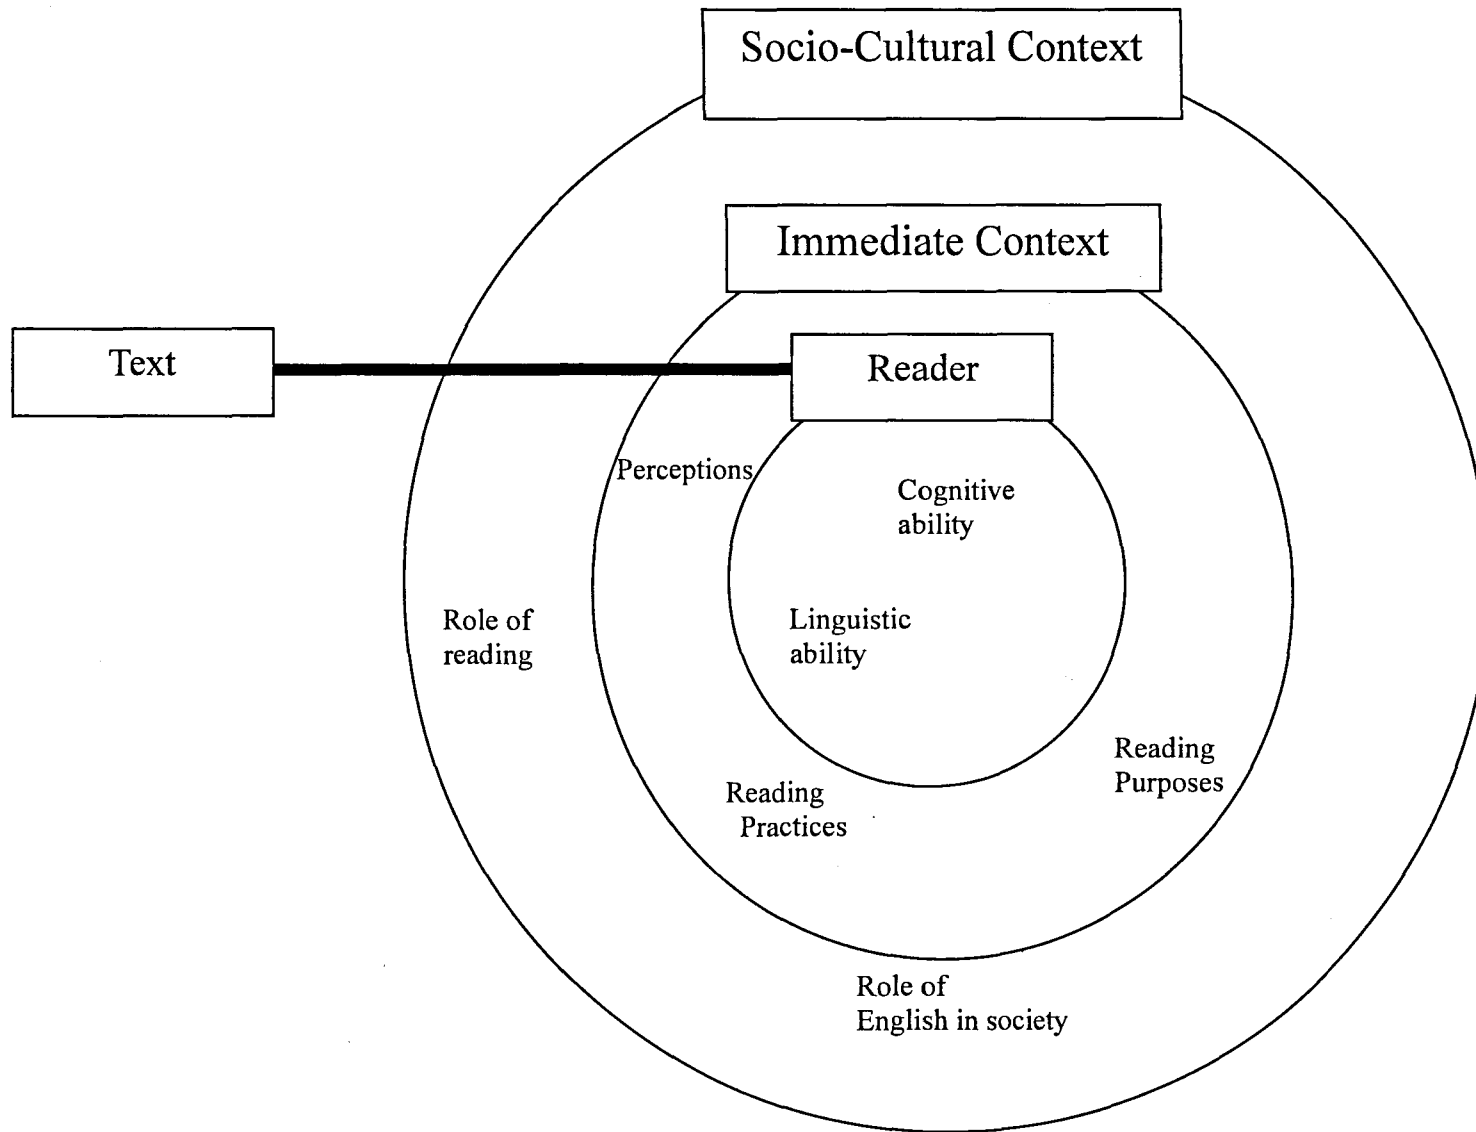 Socio-Cultural Context
Immediate Context
Text
Reader
Perceptions
Cognitive
ability
Role of
reading
Linguistic
ability
Reading
Purposes
Reading
Practices
Role of
English in society